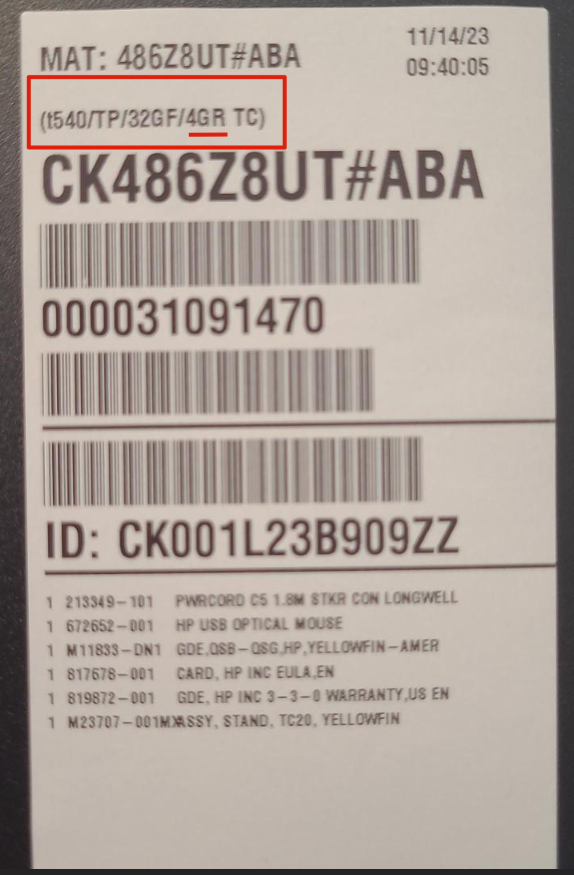 MAT: 486Z8UT#ABA
11/14/23
09:40:05
(t540/TP/32GF/4GR TC)
CK486Z8UT#ABA
000031091470
ID: CK001L23B909ZZ
1 213349-101 PWRCORD C5 1.8M STKR CON LONGWELL
1 672652-001 HP USB OPTICAL MOUSE
1 M11833-DN1 GDE,QSB-QSG,HP,YELLOWFIN-AMER
1 817678-001 CARD, HP INC EULA,EN
1 819872-001 GDE, HP INC 3-3-0 WARRANTY,US EN
1 M23707-001MXASSY, STAND, TC20, YELLOWFIN